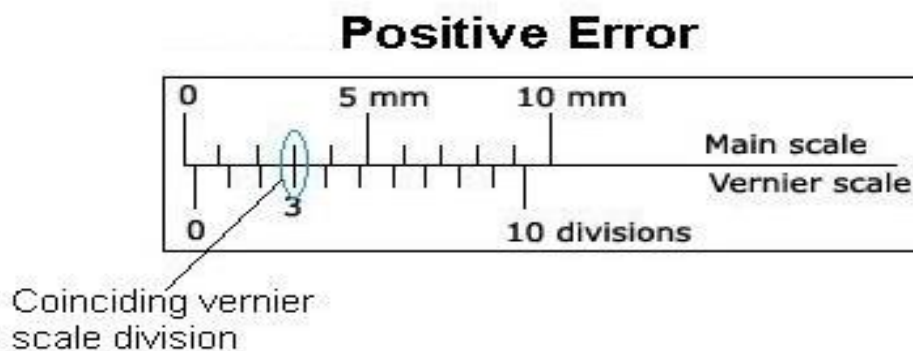 Positive Error
0 5 mm 10 mm
Main scale
Vernier scale
3
0 10 divisions
Coinciding vernier
scale division